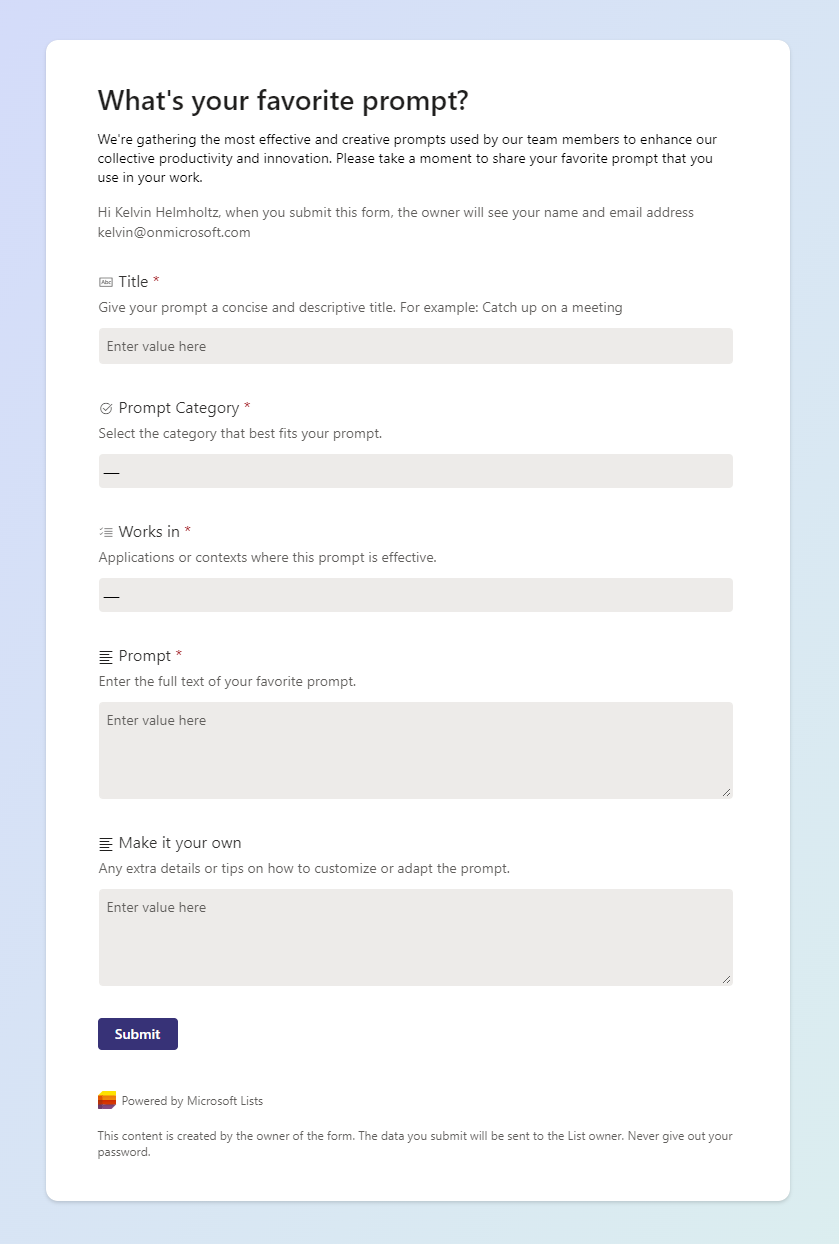 What's your favorite prompt?
We're gathering the most effective and creative prompts used by our team members to enhance our
collective productivity and innovation. Please take a moment to share your favorite prompt that you
use in your work.
Hi Kelvin Helmholtz, when you submit this form, the owner will see your name and email address
kelvin@onmicrosoft.com
Abc Title *
Give your prompt a concise and descriptive title. For example: Catch up on a meeting
Enter value here
Prompt Category *
Select the category that best fits your prompt.
—
Works in *
Applications or contexts where this prompt is effective.
—
Prompt *
Enter the full text of your favorite prompt.
Enter value here
Make it your own
Any extra details or tips on how to customize or adapt the prompt.
Enter value here
Submit
Powered by Microsoft Lists
This content is created by the owner of the form. The data you submit will be sent to the List owner. Never give out your
password.